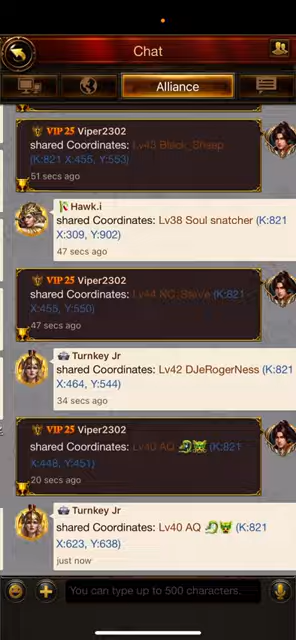 Chat
Alliance
VIP 25 Viper2302
shared Coordinates: Lv43 Black_Sheep
(K:821 X:455, Y:553)
51 secs ago
Hawk.i
shared Coordinates: Lv38 Soul snatcher (K:821
X:309, Y:902)
47 secs ago
VIP 25 Viper2302
shared Coordinates: Lv44 (K:821
X:455, Y:550)
47 secs ago
Turnkey Jr
shared Coordinates: Lv42 DJeRogerNess (K:821
X:464, Y:544)
34 secs ago
VIP 25 Viper2302
shared Coordinates: Lv40 AQ (K:821
X:448, Y:451)
20 secs ago
Turnkey Jr
shared Coordinates: Lv40 AQ (K:821
X:623, Y:638)
just now
You can type up to 500 characters.